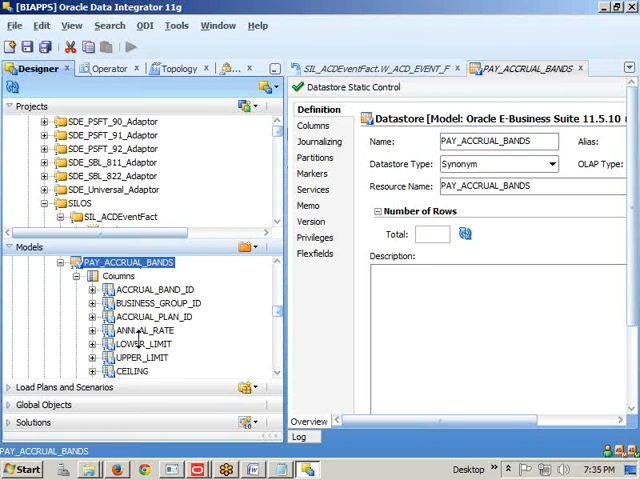 [BIAPPS] Oracle Data Integrator 11g
File Edit View Search ODI Tools Window Help
Designer Operator Topology ...
SIL_ACDEventFact.W_ACD_EVENT_F PAY_ACCRUAL_BANDS
Datastore Static Control
Projects
SDE_PSFT_90_Adaptor
SDE_PSFT_91_Adaptor
SDE_PSFT_92_Adaptor
SDE_SBL_811_Adaptor
SDE_SBL_822_Adaptor
SDE_Universal_Adaptor
SILOS
SIL_ACDEventFact
Models
PAY_ACCRUAL_BANDS
Columns
ACCRUAL_BAND_ID
BUSINESS_GROUP_ID
ACCRUAL_PLAN_ID
ANNUAL_RATE
LOWER_LIMIT
UPPER_LIMIT
CEILING
Load Plans and Scenarios
Global Objects
Solutions
Definition
Columns
Journalizing
Partitions
Markers
Services
Memo
Version
Privileges
Flexfields
Datastore [Model: Oracle E-Business Suite 11.5.10
Name: PAY_ACCRUAL_BANDS Alias:
Datastore Type: Synonym OLAP Type:
Resource Name: PAY_ACCRUAL_BANDS
Number of Rows
Total:
Description:
Overview
Log
PAY_ACCRUAL_BANDS
Start Desktop 7:35 PM